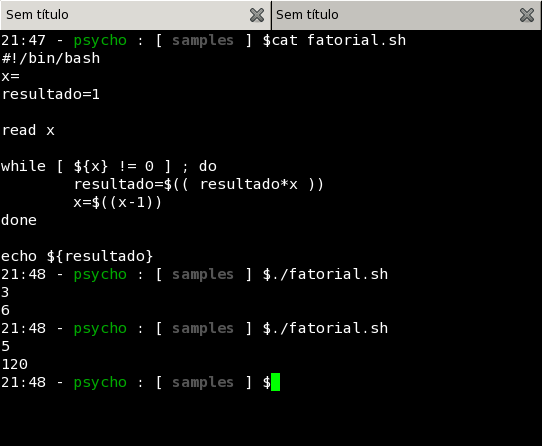 Sem título
Sem título
21:47 - psycho : [ samples ] $cat fatorial.sh
#!/bin/bash
x=
resultado=1
read x
while [ ${x} != 0 ] ; do
resultado=$(( resultado*x ))
x=$((x-1))
done
echo ${resultado}
21:48 - psycho : [ samples ] $./fatorial.sh
3
6
21:48 - psycho : [ samples ] $./fatorial.sh
5
120
21:48 - psycho : [ samples ] $